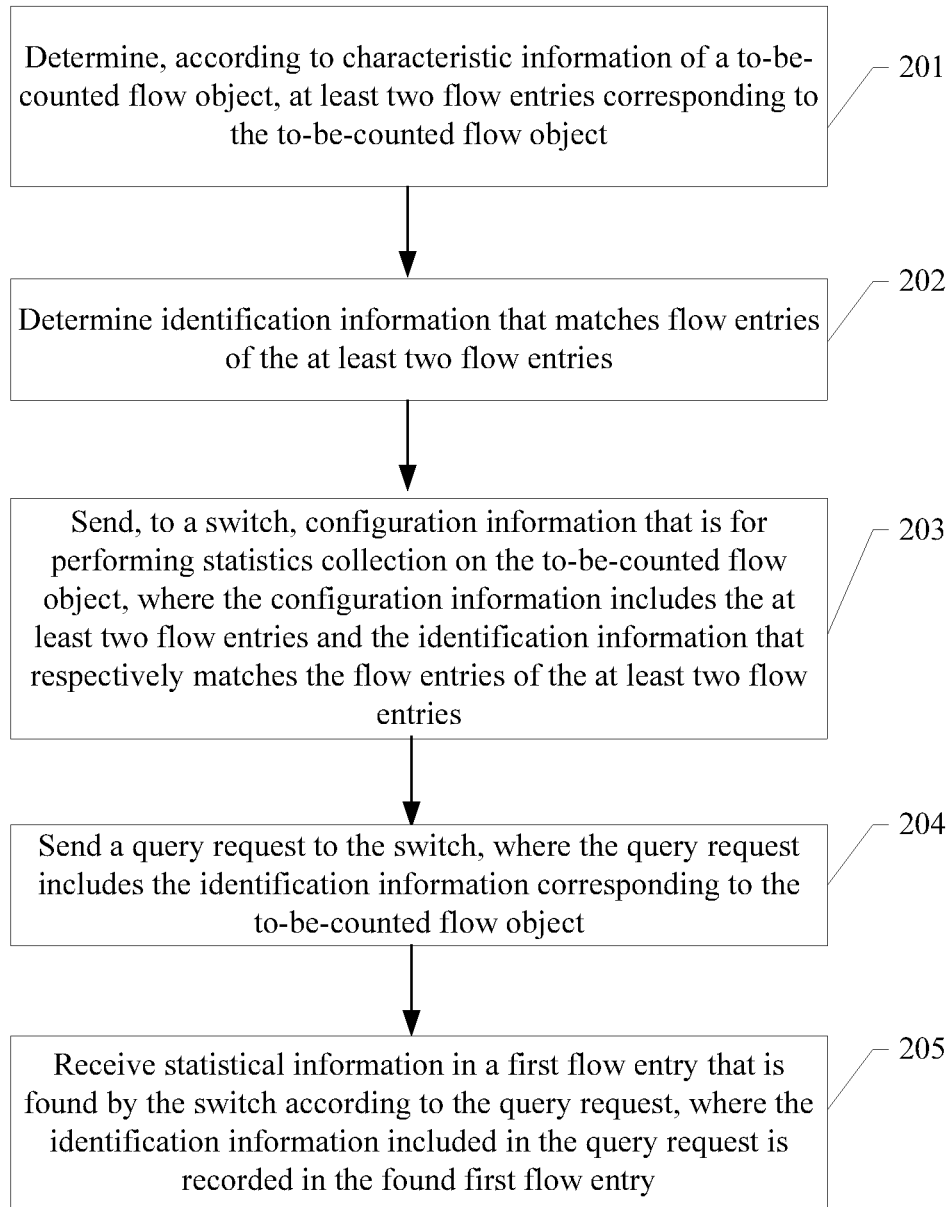 Determine, according to characteristic information of a to-be-
counted flow object, at least two flow entries corresponding to
the to-be-counted flow object
201
Determine identification information that matches flow entries
of the at least two flow entries
202
Send, to a switch, configuration information that is for
performing statistics collection on the to-be-counted flow
object, where the configuration information includes the at
least two flow entries and the identification information that
respectively matches the flow entries of the at least two flow
entries
203
Send a query request to the switch, where the query request
includes the identification information corresponding to the
to-be-counted flow object
204
Receive statistical information in a first flow entry that is
found by the switch according to the query request, where the
identification information included in the query request is
recorded in the found first flow entry
205